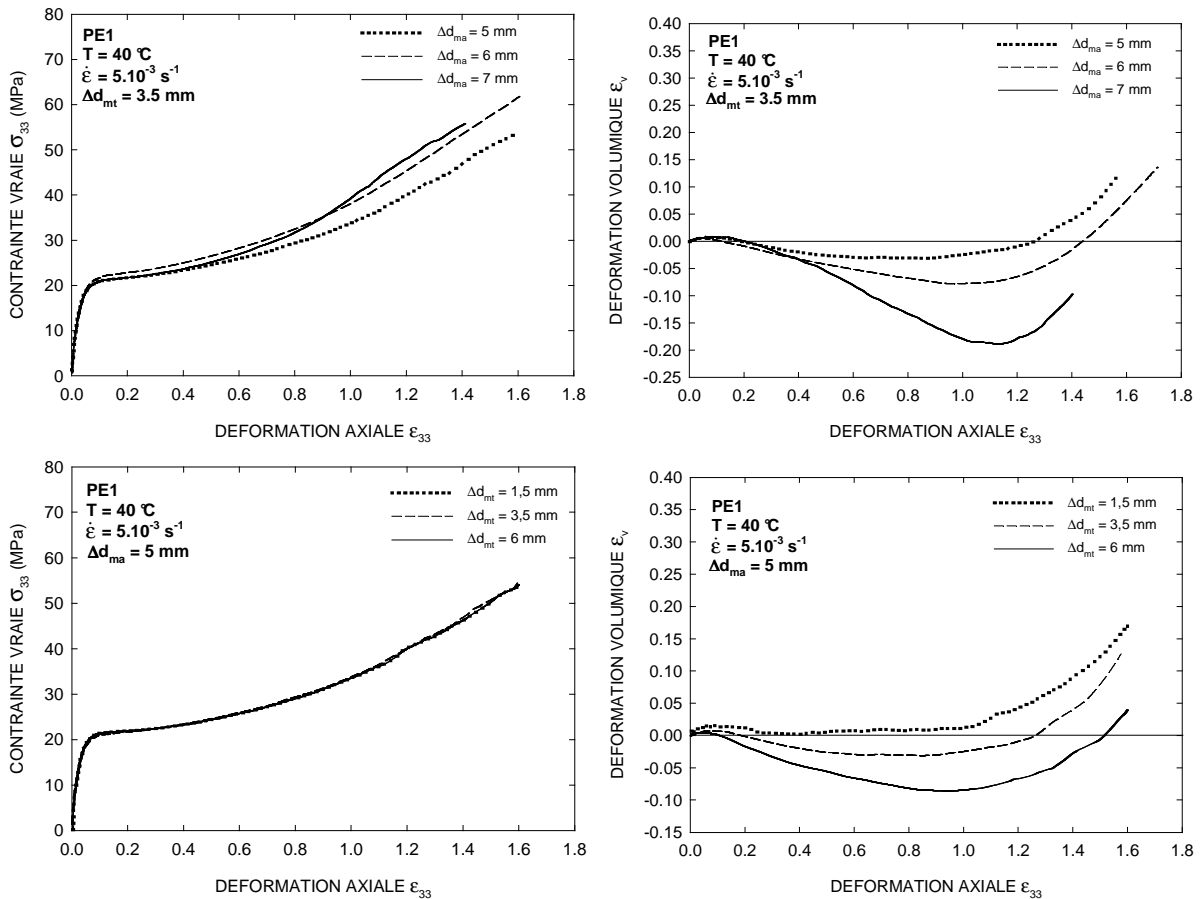 PE1
T = 40 °C
ε̇ = 5.10⁻³ s⁻¹
Δd_mt = 3.5 mm
Δd_ma = 5 mm
Δd_ma = 6 mm
Δd_ma = 7 mm
CONTRAINTE VRAIE σ₃₃ (MPa)
80
70
60
50
40
30
20
10
0
0.0 0.2 0.4 0.6 0.8 1.0 1.2 1.4 1.6 1.8
DEFORMATION AXIALE ε₃₃
PE1
T = 40 °C
ε̇ = 5.10⁻³ s⁻¹
Δd_mt = 3.5 mm
Δd_ma = 5 mm
Δd_ma = 6 mm
Δd_ma = 7 mm
DEFORMATION VOLUMIQUE ε_v
0.40
0.35
0.30
0.25
0.20
0.15
0.10
0.05
0.00
-0.05
-0.10
-0.15
-0.20
-0.25
0.0 0.2 0.4 0.6 0.8 1.0 1.2 1.4 1.6 1.8
DEFORMATION AXIALE ε₃₃
PE1
T = 40 °C
ε̇ = 5.10⁻³ s⁻¹
Δd_ma = 5 mm
Δd_mt = 1,5 mm
Δd_mt = 3,5 mm
Δd_mt = 6 mm
CONTRAINTE VRAIE σ₃₃ (MPa)
80
70
60
50
40
30
20
10
0
0.0 0.2 0.4 0.6 0.8 1.0 1.2 1.4 1.6 1.8
DEFORMATION AXIALE ε₃₃
PE1
T = 40 °C
ε̇ = 5.10⁻³ s⁻¹
Δd_ma = 5 mm
Δd_mt = 1,5 mm
Δd_mt = 3,5 mm
Δd_mt = 6 mm
DEFORMATION VOLUMIQUE ε_v
0.40
0.35
0.30
0.25
0.20
0.15
0.10
0.05
0.00
-0.05
-0.10
-0.15
0.0 0.2 0.4 0.6 0.8 1.0 1.2 1.4 1.6 1.8
DEFORMATION AXIALE ε₃₃